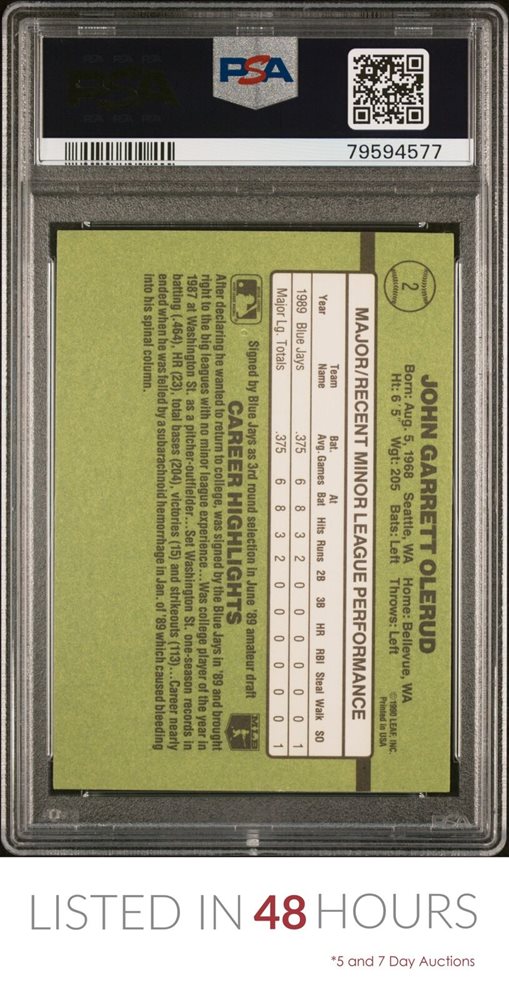 PSA
79594577
2
JOHN GARRETT OLERUD
Born: Aug. 5, 1968 Seattle, WA Home: Bellevue, WA
Ht: 6' 5" Wgt: 205 Bats: Left Throws: Left
©1990 LEAF, INC.
Printed in USA
MAJOR/RECENT MINOR LEAGUE PERFORMANCE
Year Team Name Bat. Avg. Games At Bat Hits Runs 2B 3B HR RBI Steal Walk SO
1989 Blue Jays .375 6 8 3 2 0 0 0 0 0 0 1
Major Lg. Totals .375 6 8 3 2 0 0 0 0 0 0 1
Signed by Blue Jays as 3rd round selection in June '89 amateur draft
CAREER HIGHLIGHTS
MLB
After declaring he wanted to return to college, was signed by the Blue Jays in '89 and brought
right to the big leagues with no minor league experience...Was college player of the year in
1987 at Washington St. as a pitcher-outfielder...Set Washington St. one-season records in
batting (.464), HR (23), total bases (204), victories (15) and strikeouts (113)...Career nearly
ended when he was felled by a subarachnoid hemorrhage in Jan. of '89 which caused bleeding
into his spinal column.
PSA
LISTED IN 48 HOURS
*5 and 7 Day Auctions